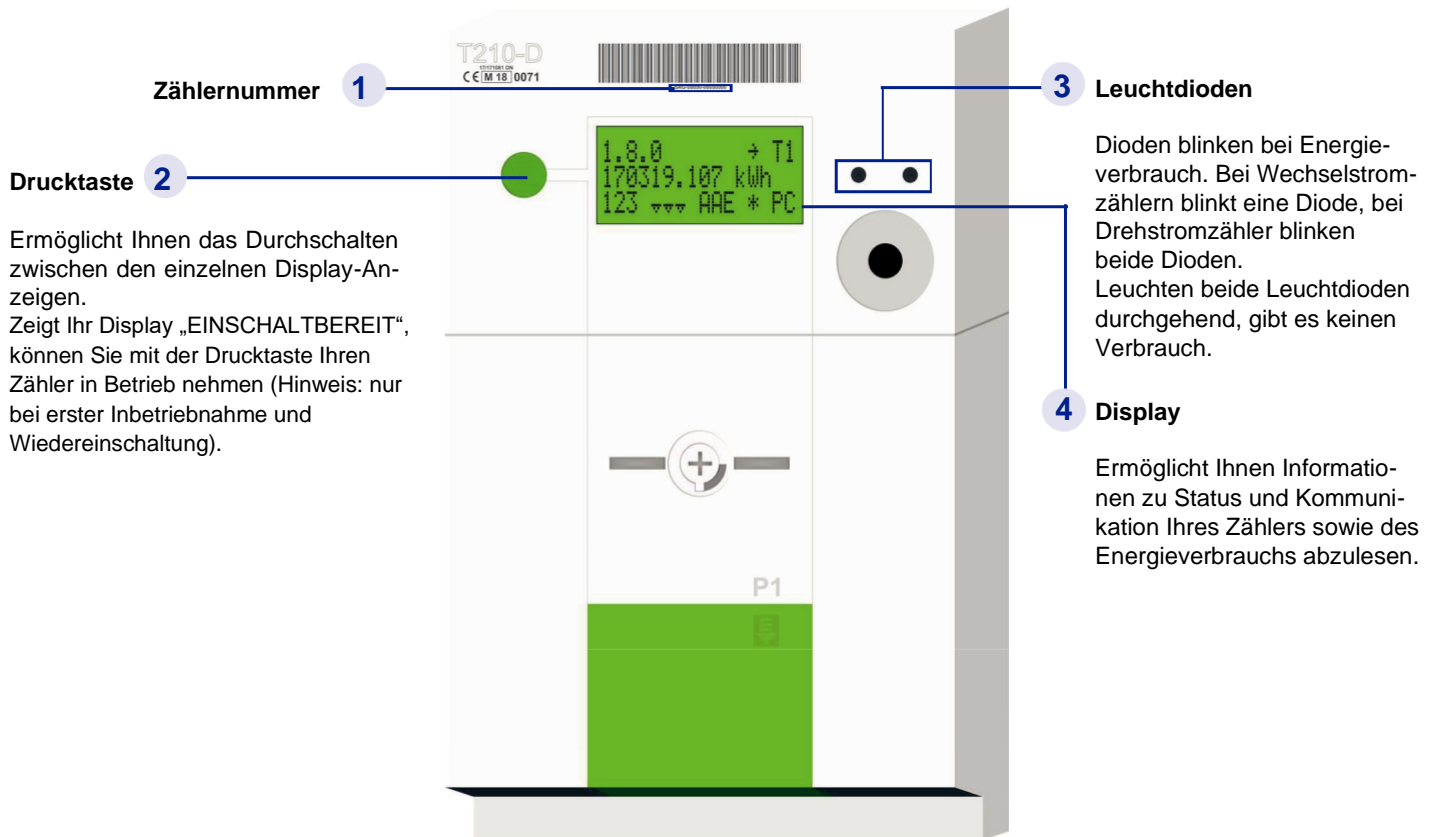 T210-D
CE M 18 0071
Zählernummer 1
Drucktaste 2
Ermöglicht Ihnen das Durchschalten
zwischen den einzelnen Display-An-
zeigen.
Zeigt Ihr Display „EINSCHALTBEREIT“,
können Sie mit der Drucktaste Ihren
Zähler in Betrieb nehmen (Hinweis: nur
bei erster Inbetriebnahme und
Wiedereinschaltung).
1.8.0 → T1
170319.107 kWh
123 ▿▿▿ AAE * PC
P1
3 Leuchtdioden
Dioden blinken bei Energie-
verbrauch. Bei Wechselstrom-
zählern blinkt eine Diode, bei
Drehstromzähler blinken
beide Dioden.
Leuchten beide Leuchtdioden
durchgehend, gibt es keinen
Verbrauch.
4 Display
Ermöglicht Ihnen Informatio-
nen zu Status und Kommuni-
kation Ihres Zählers sowie des
Energieverbrauchs abzulesen.